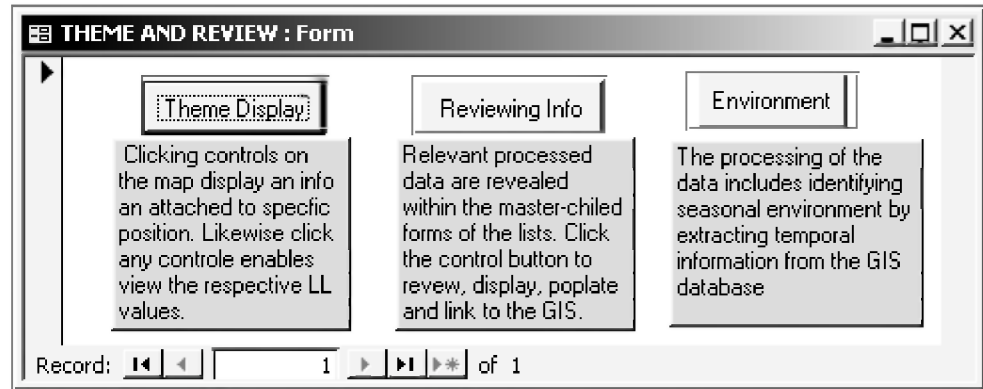 THEME AND REVIEW : Form
Theme Display
Clicking controls on
the map display an info
an attached to specfic
position. Likewise click
any controle enables
view the respective LL
values.
Reviewing Info
Relevant processed
data are revealed
within the master-chiled
forms of the lists. Click
the control button to
revew, display, poplate
and link to the GIS.
Environment
The processing of the
data includes identifying
seasonal environment by
extracting temporal
information from the GIS
database
Record: 1 of 1